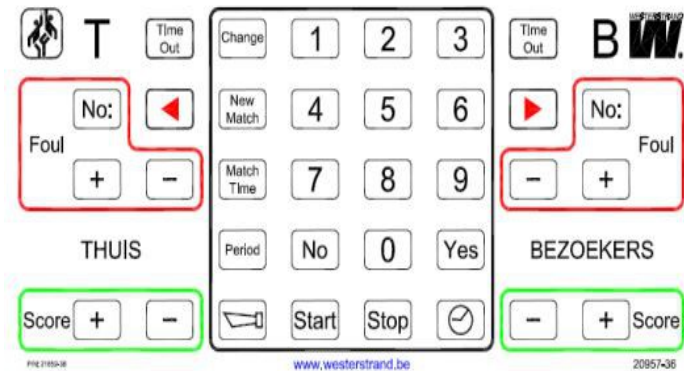 T Time Out Change 1 2 3 Time Out B WESTERSTRAND W.
No: New Match 4 5 6 No:
Foul Foul
+ − Match Time 7 8 9 − +
THUIS Period No 0 Yes BEZOEKERS
Score + − Start Stop − + Score
www.westerstrand.be 20957-36